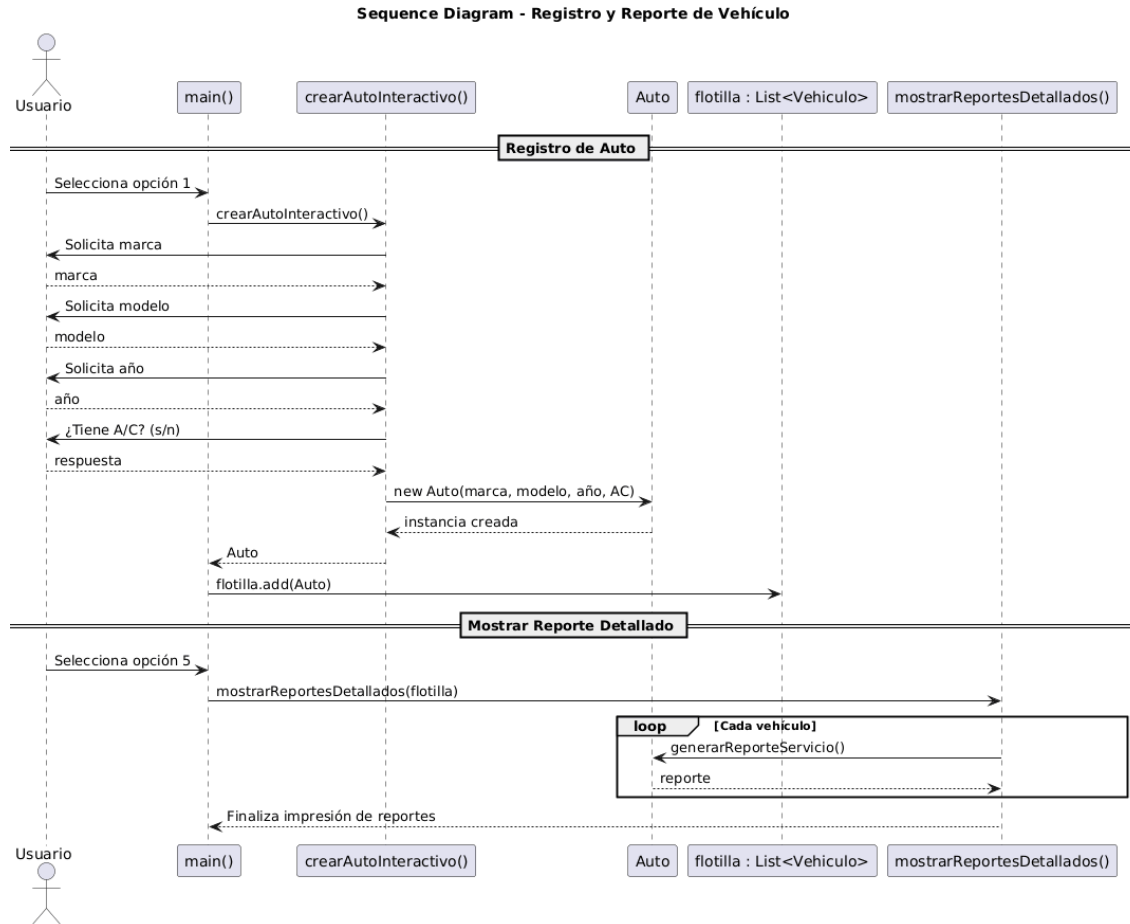 Sequence Diagram - Registro y Reporte de Vehículo
Usuario
main()
crearAutoInteractivo()
Auto
flotilla : List<Vehiculo>
mostrarReportesDetallados()
Registro de Auto
Selecciona opción 1
crearAutoInteractivo()
Solicita marca
marca
Solicita modelo
modelo
Solicita año
año
¿Tiene A/C? (s/n)
respuesta
new Auto(marca, modelo, año, AC)
instancia creada
Auto
flotilla.add(Auto)
Mostrar Reporte Detallado
Selecciona opción 5
mostrarReportesDetallados(flotilla)
loop [Cada vehículo]
generarReporteServicio()
reporte
Finaliza impresión de reportes
Usuario
main()
crearAutoInteractivo()
Auto
flotilla : List<Vehiculo>
mostrarReportesDetallados()